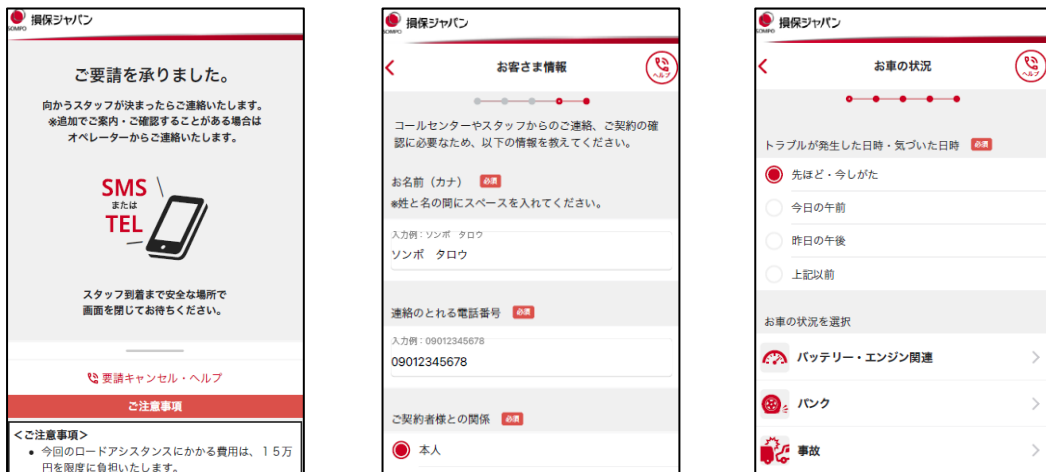 SOMPO 損保ジャパン
ご要請を承りました。
向かうスタッフが決まったらご連絡いたします。
※追加でご案内・ご確認することがある場合は
オペレーターからご連絡いたします。
SMS
または
TEL
スタッフ到着まで安全な場所で
画面を閉じてお待ちください。
要請キャンセル・ヘルプ
ご注意事項
＜ご注意事項＞
• 今回のロードアシスタンスにかかる費用は、１５万
円を限度に負担いたします。
SOMPO 損保ジャパン
お客さま情報
ヘルプ
コールセンターやスタッフからのご連絡、ご契約の確
認に必要なため、以下の情報を教えてください。
お名前（カナ） 必須
※姓と名の間にスペースを入れてください。
入力例：ソンポ　タロウ
ソンポ　タロウ
連絡のとれる電話番号 必須
入力例：09012345678
09012345678
ご契約者様との関係 必須
本人
SOMPO 損保ジャパン
お車の状況
ヘルプ
トラブルが発生した日時・気づいた日時 必須
先ほど・今しがた
今日の午前
昨日の午後
上記以前
お車の状況を選択
バッテリー・エンジン関連
パンク
事故